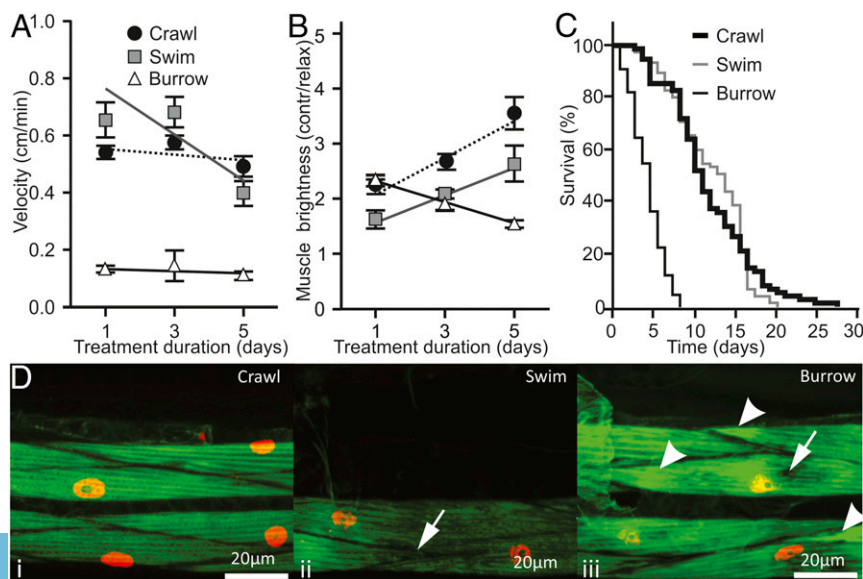 A
Crawl
Swim
Burrow
Velocity (cm/min)
1.0
0.8
0.6
0.4
0.2
0.0
1 3 5
Treatment duration (days)
B
Muscle brightness (contr/relax)
5
4
3
2
1
0
1 3 5
Treatment duration (days)
C
Crawl
Swim
Burrow
Survival (%)
100
80
60
40
20
0
0 5 10 15 20 25 30
Time (days)
D
Crawl
20µm
i
Swim
20µm
ii
Burrow
20µm
iii